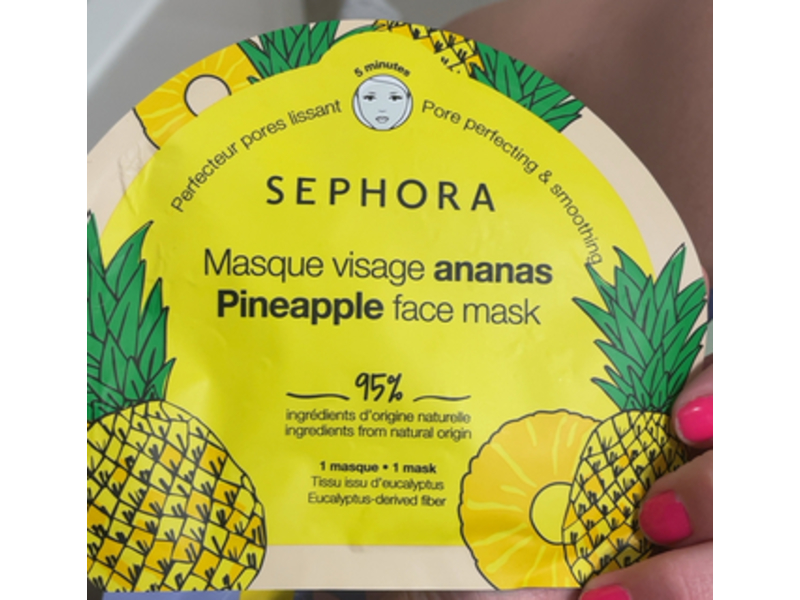 5 minutes
Perfecteur pores lissant
Pore perfecting & smoothing
SEPHORA
Masque visage ananas
Pineapple face mask
95%
ingrédients d'origine naturelle
ingredients from natural origin
1 masque • 1 mask
Tissu issu d'eucalyptus
Eucalyptus-derived fiber